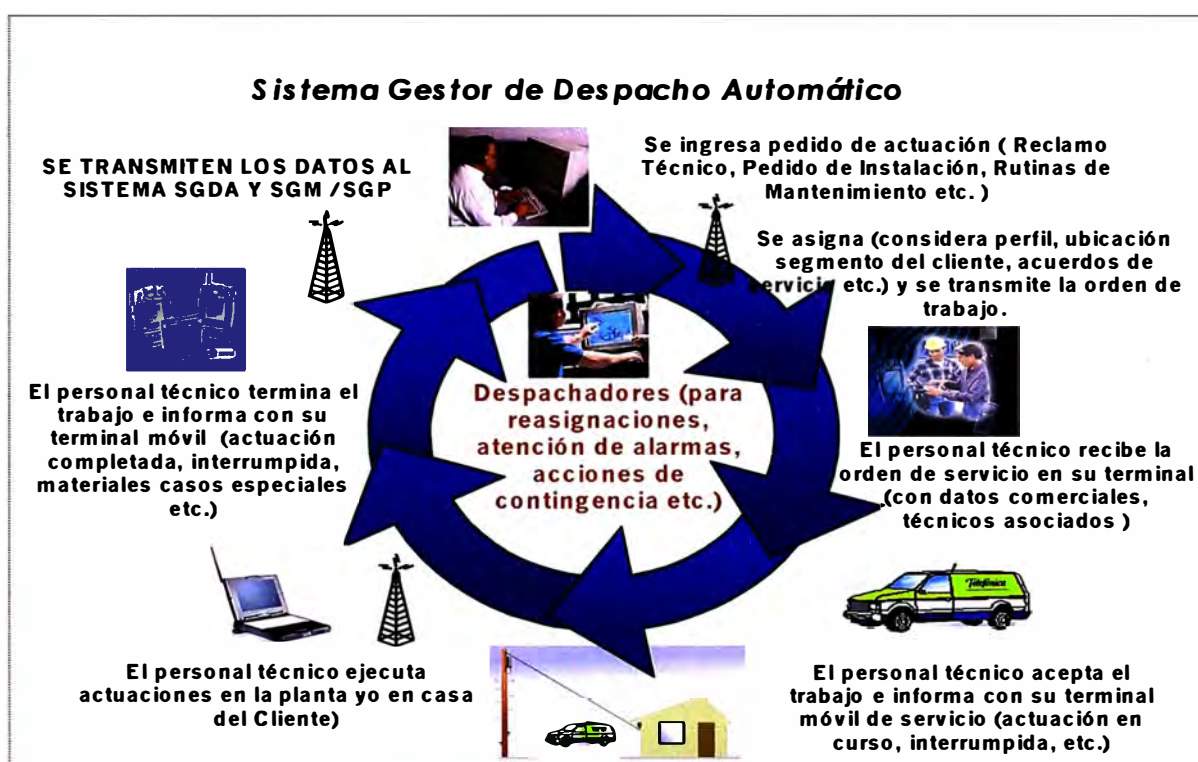 Sistema Gestor de Despacho Automático
Se ingresa pedido de actuación ( Reclamo
Técnico, Pedido de Instalación, Rutinas de
Mantenimiento etc. )
Se asigna (considera perfil, ubicación
segmento del cliente, acuerdos de
servicio etc.) y se transmite la orden de
trabajo.
El personal técnico recibe la
orden de servicio en su terminal
(con datos comerciales,
técnicos asociados )
Telefónica
El personal técnico acepta el
trabajo e informa con su terminal
móvil de servicio (actuación en
curso, interrumpida, etc.)
El personal técnico ejecuta
actuaciones en la planta yo en casa
del Cliente)
El personal técnico termina el
trabajo e informa con su
terminal móvil (actuación
completada, interrumpida,
materiales casos especiales
etc.)
SE TRANSMITEN LOS DATOS AL
SISTEMA SGDA Y SGM /SGP
Despachadores (para
reasignaciones,
atención de alarmas,
acciones de
contingencia etc.)